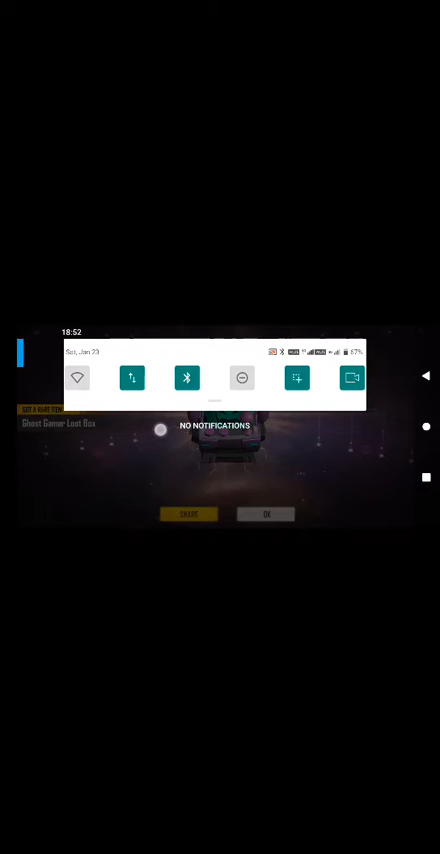 18:52
Sat, Jan 23
67%
GOT A RARE ITEM
Ghost Gamer Loot Box
NO NOTIFICATIONS
SHARE
OK